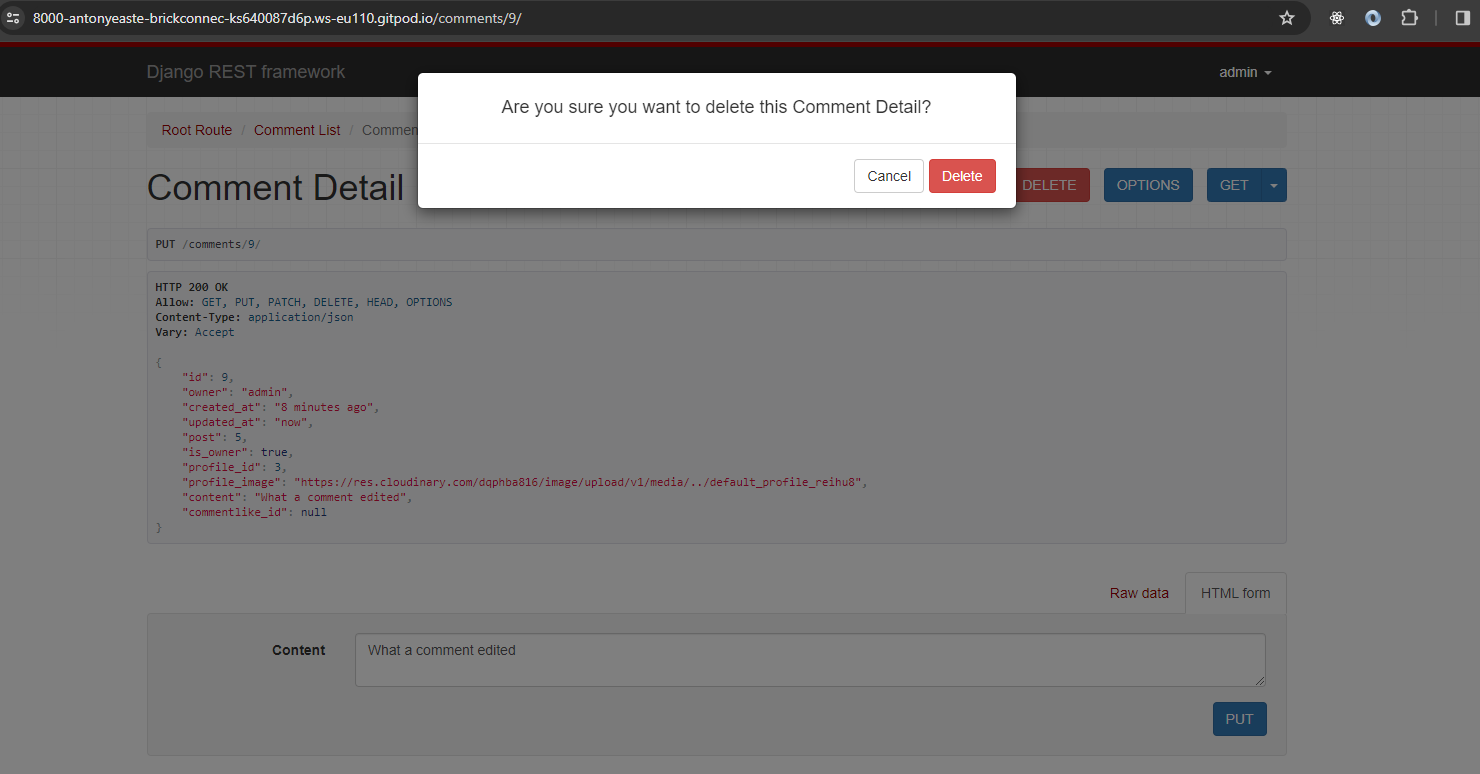 8000-antonyeaste-brickconnec-ks640087d6p.ws-eu110.gitpod.io/comments/9/
Django REST framework
admin
Are you sure you want to delete this Comment Detail?
Cancel Delete
Root Route / Comment List / Commen
Comment Detail
DELETE OPTIONS GET
PUT /comments/9/
HTTP 200 OK
Allow: GET, PUT, PATCH, DELETE, HEAD, OPTIONS
Content-Type: application/json
Vary: Accept
{
"id": 9,
"owner": "admin",
"created_at": "8 minutes ago",
"updated_at": "now",
"post": 5,
"is_owner": true,
"profile_id": 3,
"profile_image": "https://res.cloudinary.com/dqphba816/image/upload/v1/media/../default_profile_reihu8",
"content": "What a comment edited",
"commentlike_id": null
}
Raw data HTML form
Content What a comment edited
PUT